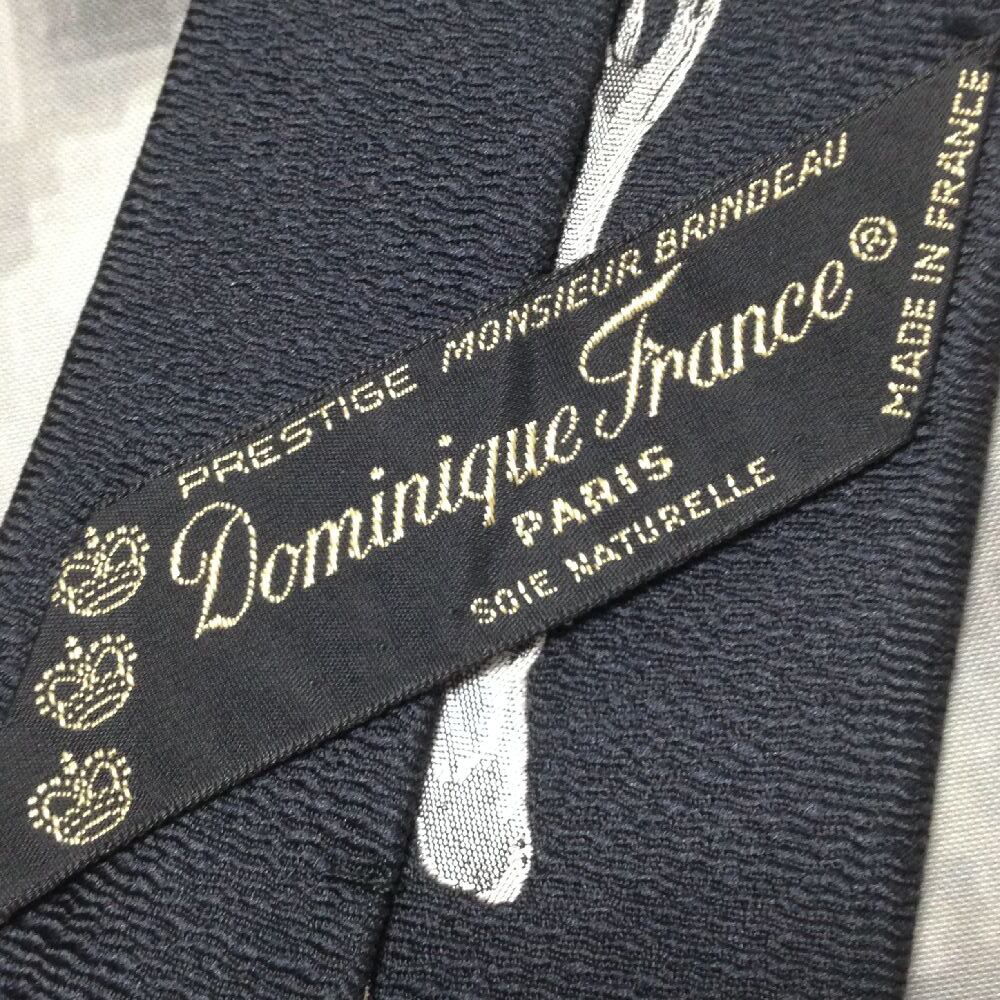 PRESTIGE MONSIEUR BRINDEAU
Dominique France®
PARIS
SOIE NATURELLE
MADE IN FRANCE